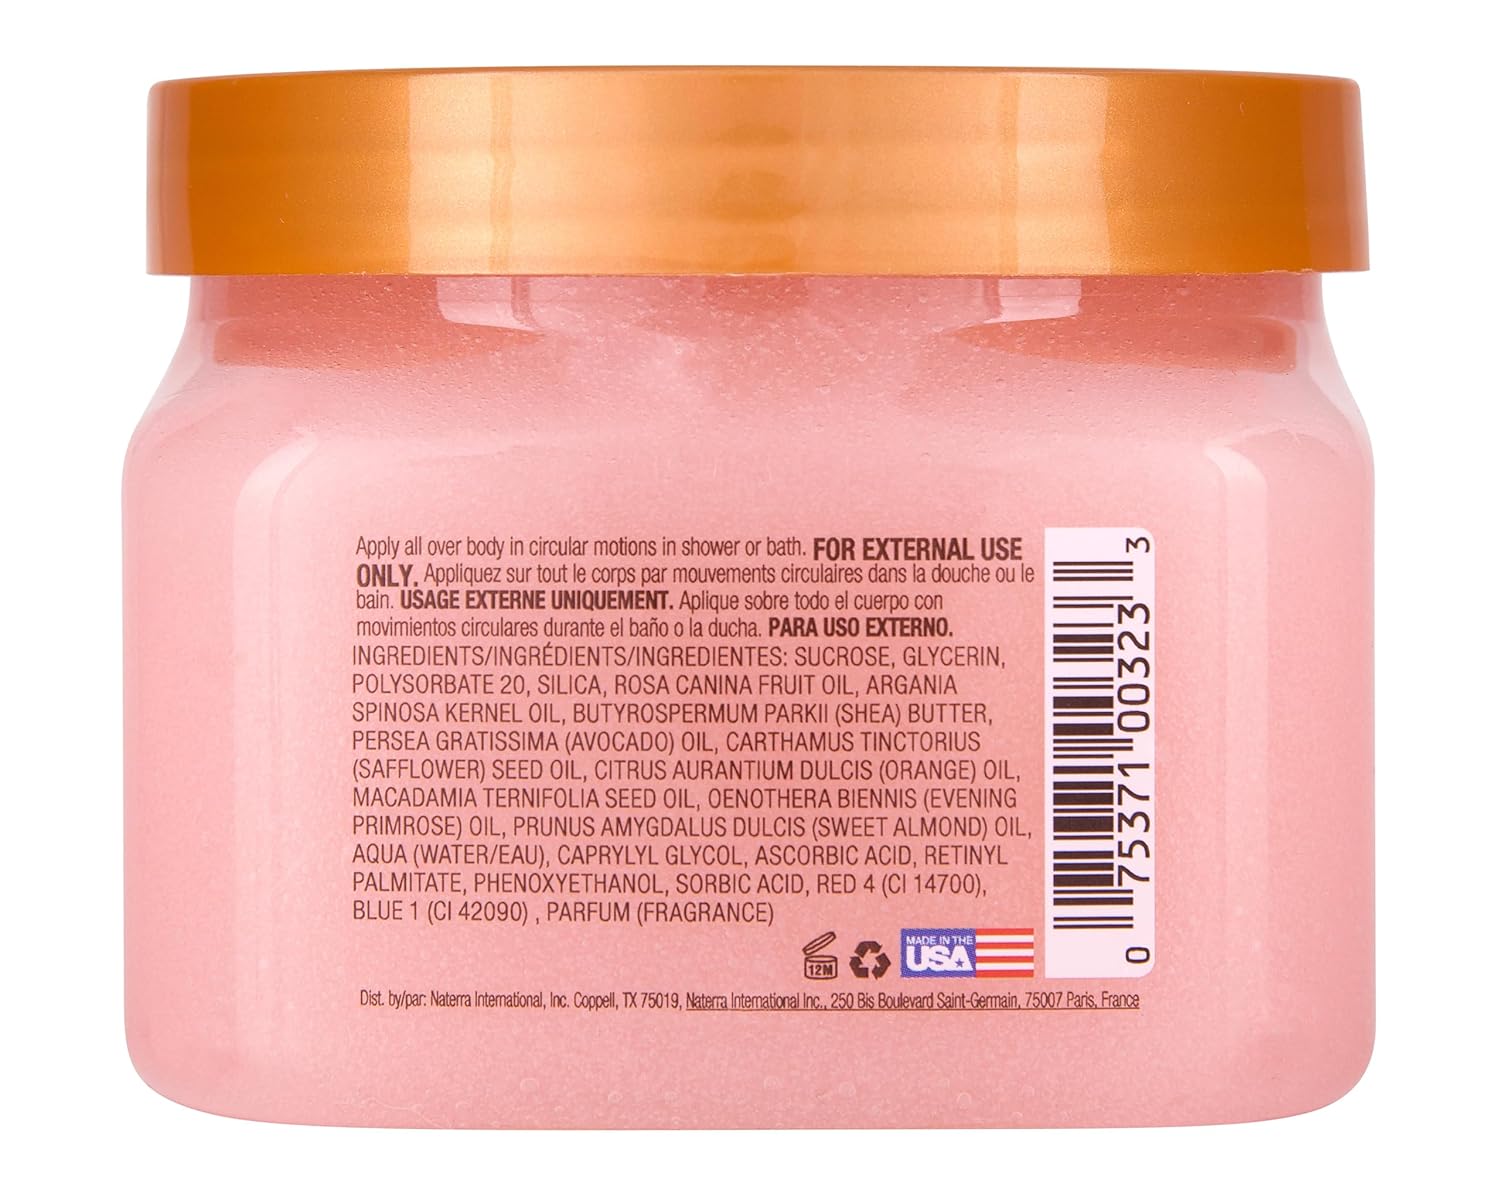 Apply all over body in circular motions in shower or bath. FOR EXTERNAL USE
ONLY. Appliquez sur tout le corps par mouvements circulaires dans la douche ou le
bain. USAGE EXTERNE UNIQUEMENT. Aplique sobre todo el cuerpo con
movimientos circulares durante el baño o la ducha. PARA USO EXTERNO.
INGREDIENTS/INGRÉDIENTS/INGREDIENTES: SUCROSE, GLYCERIN,
POLYSORBATE 20, SILICA, ROSA CANINA FRUIT OIL, ARGANIA
SPINOSA KERNEL OIL, BUTYROSPERMUM PARKII (SHEA) BUTTER,
PERSEA GRATISSIMA (AVOCADO) OIL, CARTHAMUS TINCTORIUS
(SAFFLOWER) SEED OIL, CITRUS AURANTIUM DULCIS (ORANGE) OIL,
MACADAMIA TERNIFOLIA SEED OIL, OENOTHERA BIENNIS (EVENING
PRIMROSE) OIL, PRUNUS AMYGDALUS DULCIS (SWEET ALMOND) OIL,
AQUA (WATER/EAU), CAPRYLYL GLYCOL, ASCORBIC ACID, RETINYL
PALMITATE, PHENOXYETHANOL, SORBIC ACID, RED 4 (CI 14700),
BLUE 1 (CI 42090) , PARFUM (FRAGRANCE)
12M
MADE IN THE
USA
Dist. by/par: Naterra International, Inc. Coppell, TX 75019, Naterra International Inc., 250 Bis Boulevard Saint-Germain, 75007 Paris, France
0 75371 00323 3